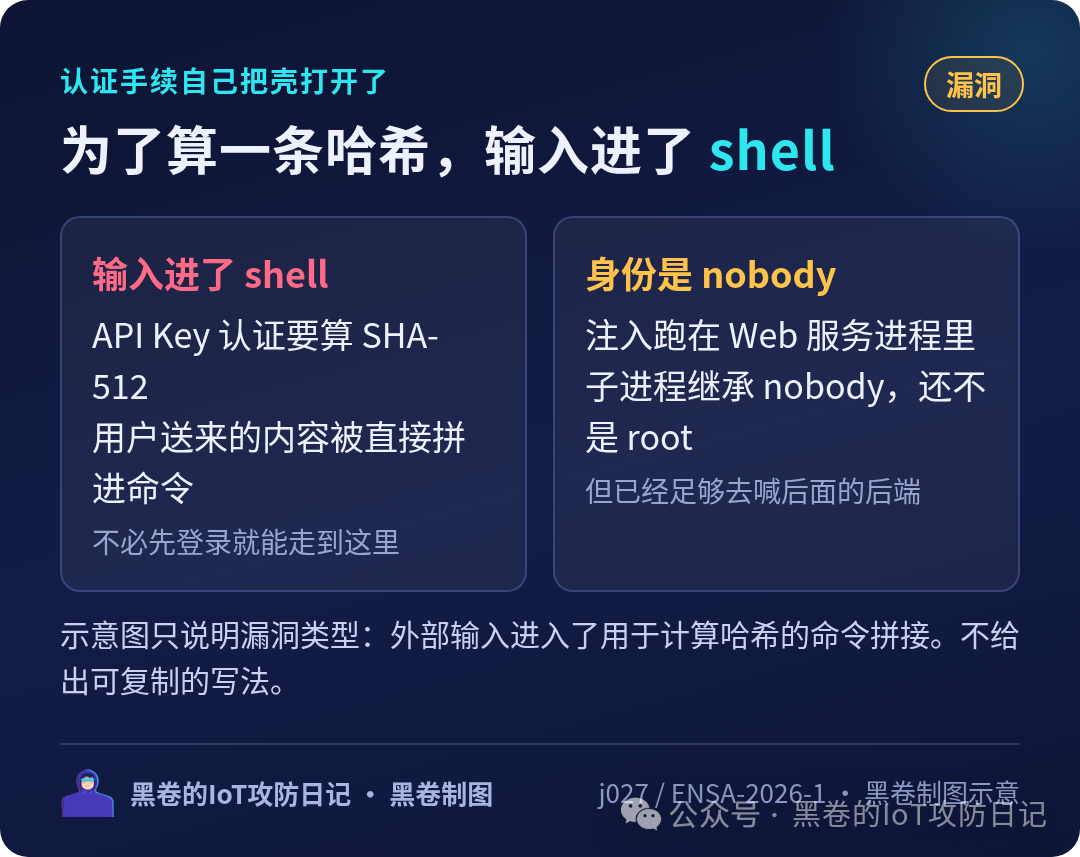 认证手续自己把壳打开了
漏洞
为了算一条哈希，输入进了 shell
输入进了 shell
API Key 认证要算 SHA-
512
用户送来的内容被直接拼
进命令
不必先登录就能走到这里
身份是 nobody
注入跑在 Web 服务进程里
子进程继承 nobody，还不
是 root
但已经足够去喊后面的后端
示意图只说明漏洞类型：外部输入进入了用于计算哈希的命令拼接。不给
出可复制的写法。
黑卷的IoT攻防日记 · 黑卷制图
j027 / ENSA-2026-1 · 黑卷制图示意
公众号 · 黑卷的IoT攻防日记